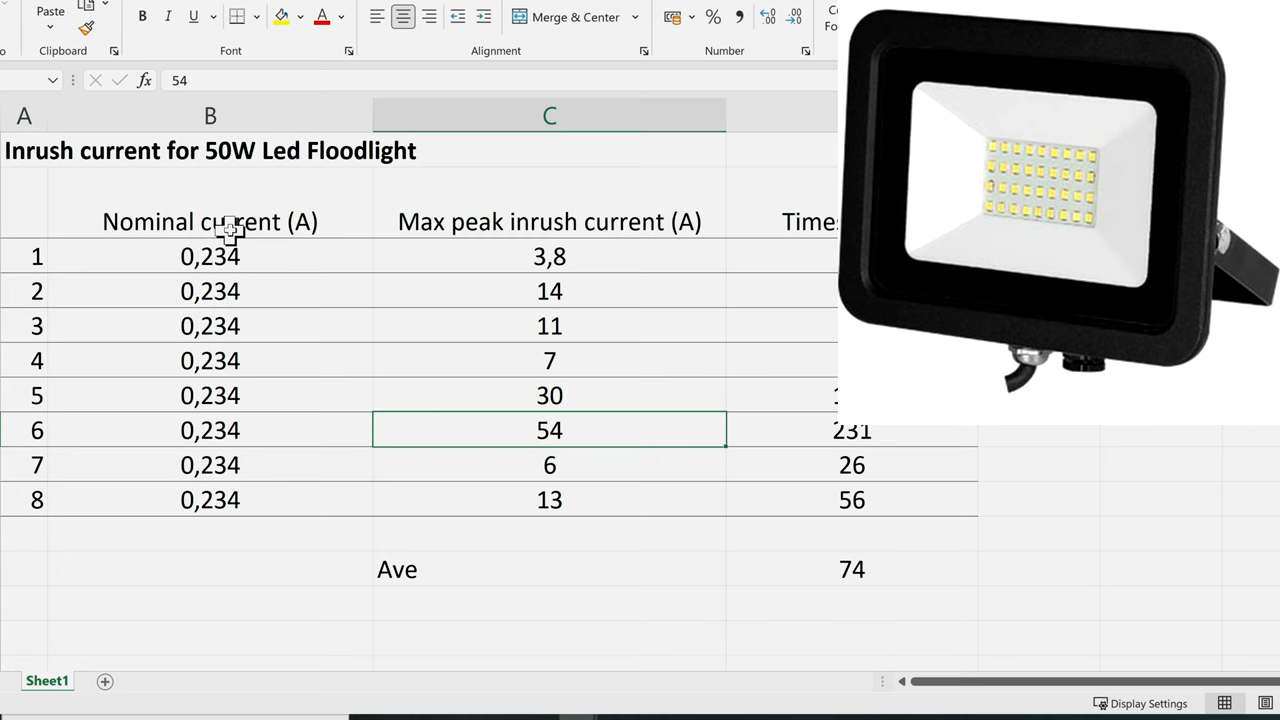 Paste
B I U A
Merge & Center
%
Clipboard
Font
Alignment
Number
fx 54
A B C
Inrush current for 50W Led Floodlight
Nominal current (A) Max peak inrush current (A)
1 0,234 3,8
2 0,234 14
3 0,234 11
4 0,234 7
5 0,234 30
6 0,234 54 231
7 0,234 6 26
8 0,234 13 56
Ave 74
Sheet1
Display Settings